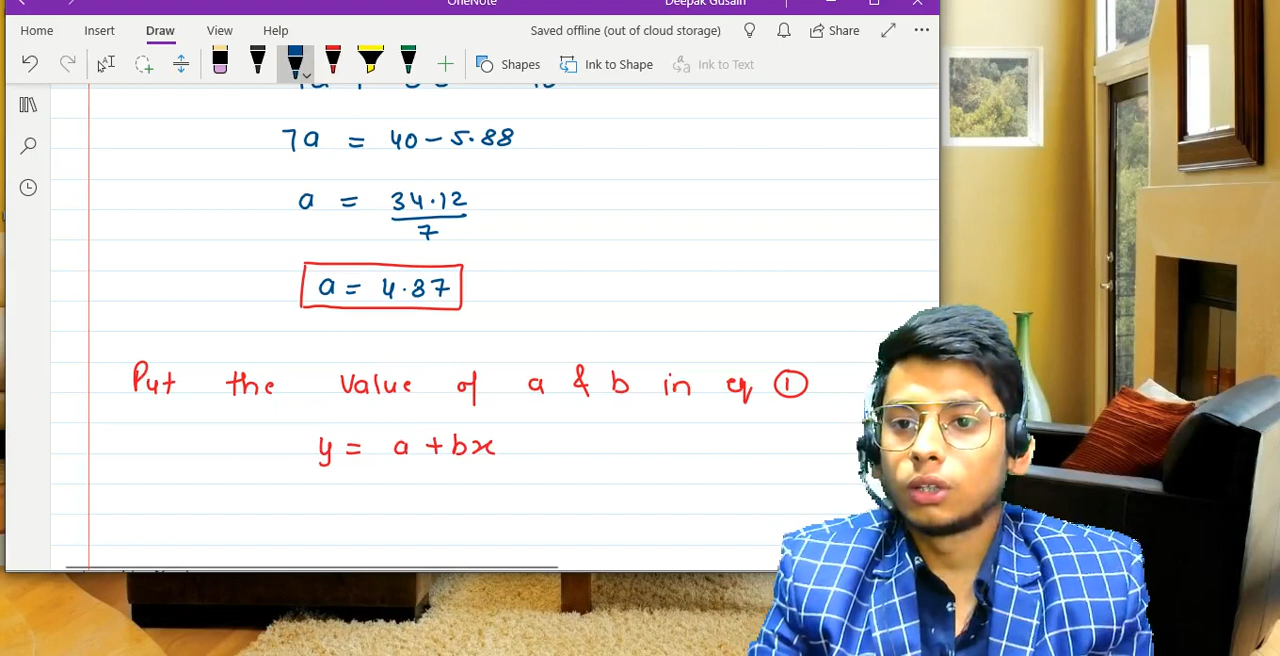 OneNote
Deepak Gusain
Home Insert Draw View Help Saved offline (out of cloud storage) Share
Shapes Ink to Shape Ink to Text
7a = 40 - 5.88
a = 34.12
7
a = 4.87
Put the value of a & b in eq ①
y = a + bx